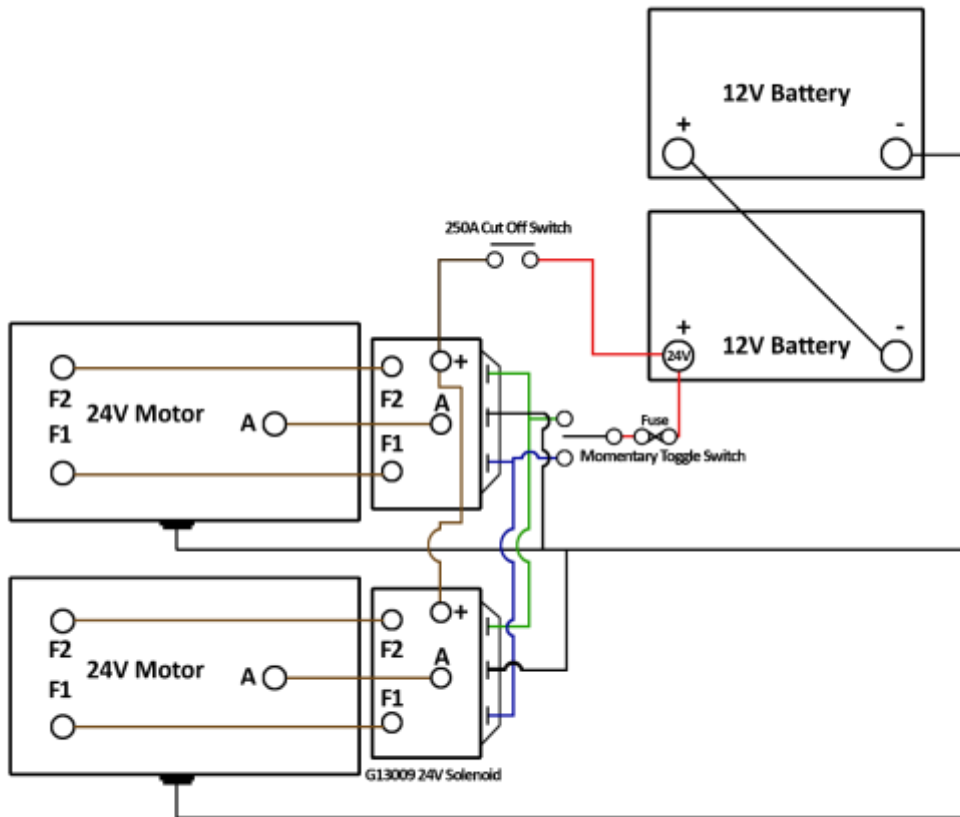 12V Battery
+
-
250A Cut Off Switch
12V Battery
+
-
24V
Fuse
Momentary Toggle Switch
24V Motor
F2
F1
A
F2
F1
+
A
24V Motor
F2
F1
A
F2
F1
+
A
G13009 24V Solenoid